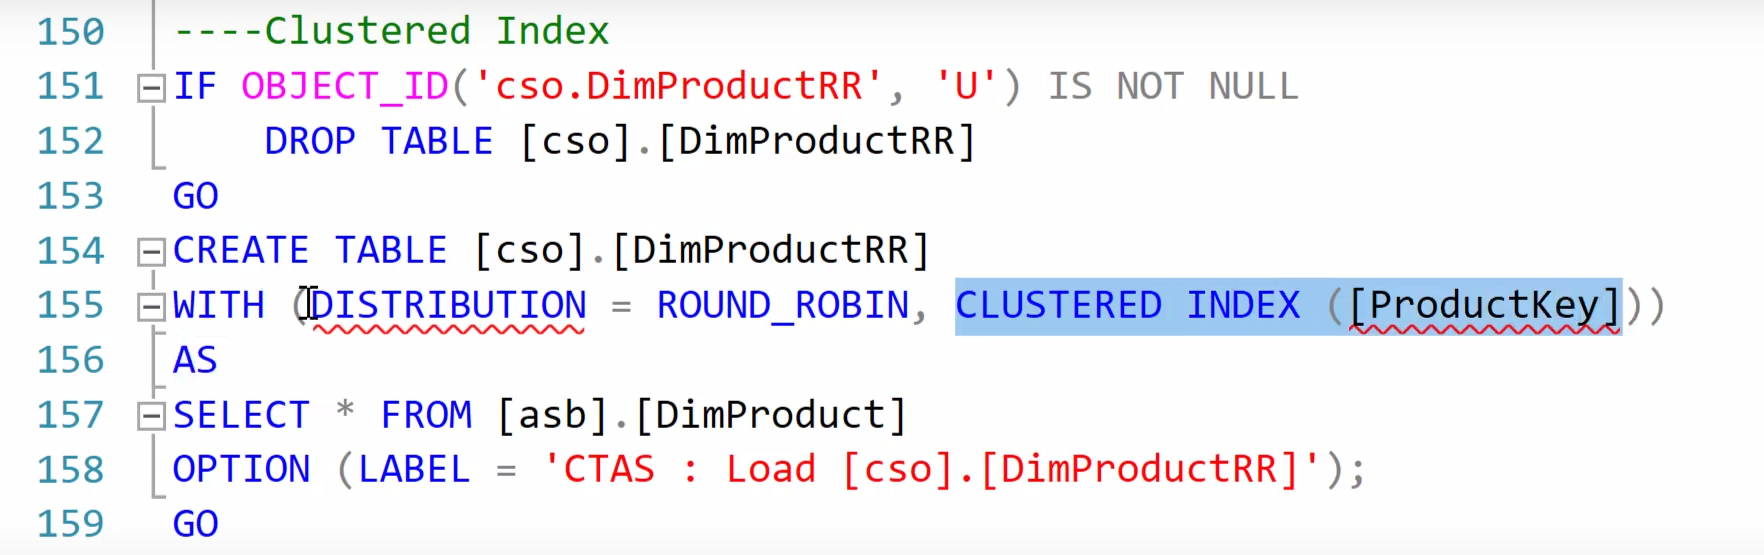 150 ----Clustered Index
151 IF OBJECT_ID('cso.DimProductRR', 'U') IS NOT NULL
152 DROP TABLE [cso].[DimProductRR]
153 GO
154 CREATE TABLE [cso].[DimProductRR]
155 WITH (DISTRIBUTION = ROUND_ROBIN, CLUSTERED INDEX ([ProductKey]))
156 AS
157 SELECT * FROM [asb].[DimProduct]
158 OPTION (LABEL = 'CTAS : Load [cso].[DimProductRR]');
159 GO